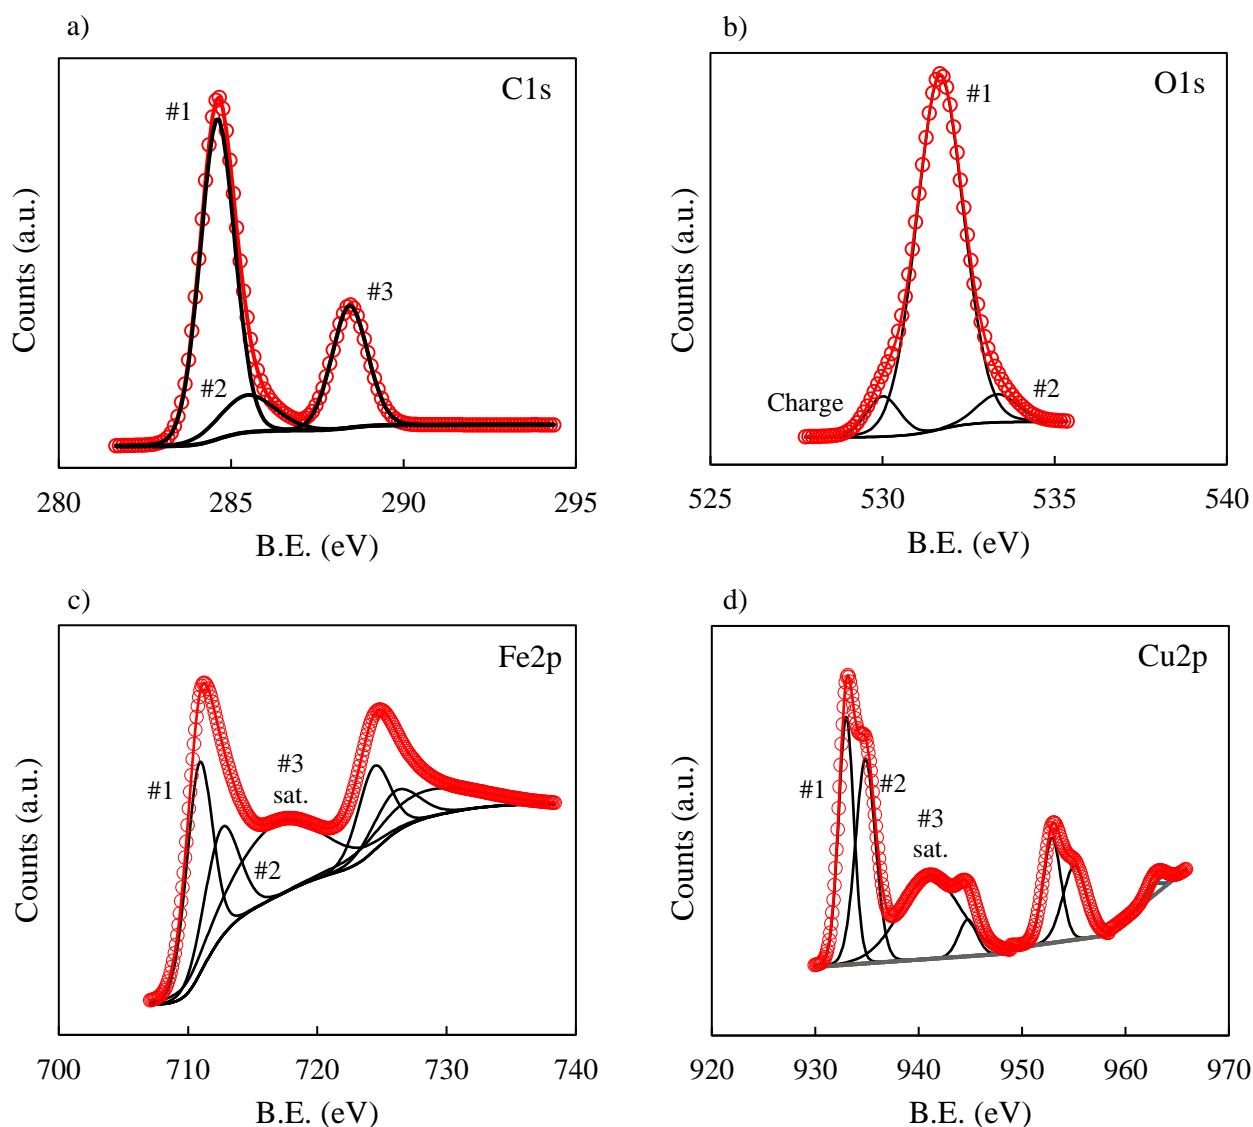 a)
C1s
#1
#2
#3
Counts (a.u.)
280 285 290 295
B.E. (eV)
b)
O1s
#1
#2
Charge
Counts (a.u.)
525 530 535 540
B.E. (eV)
c)
Fe2p
#1
#2
#3
sat.
Counts (a.u.)
700 710 720 730 740
B.E. (eV)
d)
Cu2p
#1
#2
#3
sat.
Counts (a.u.)
920 930 940 950 960 970
B.E. (eV)